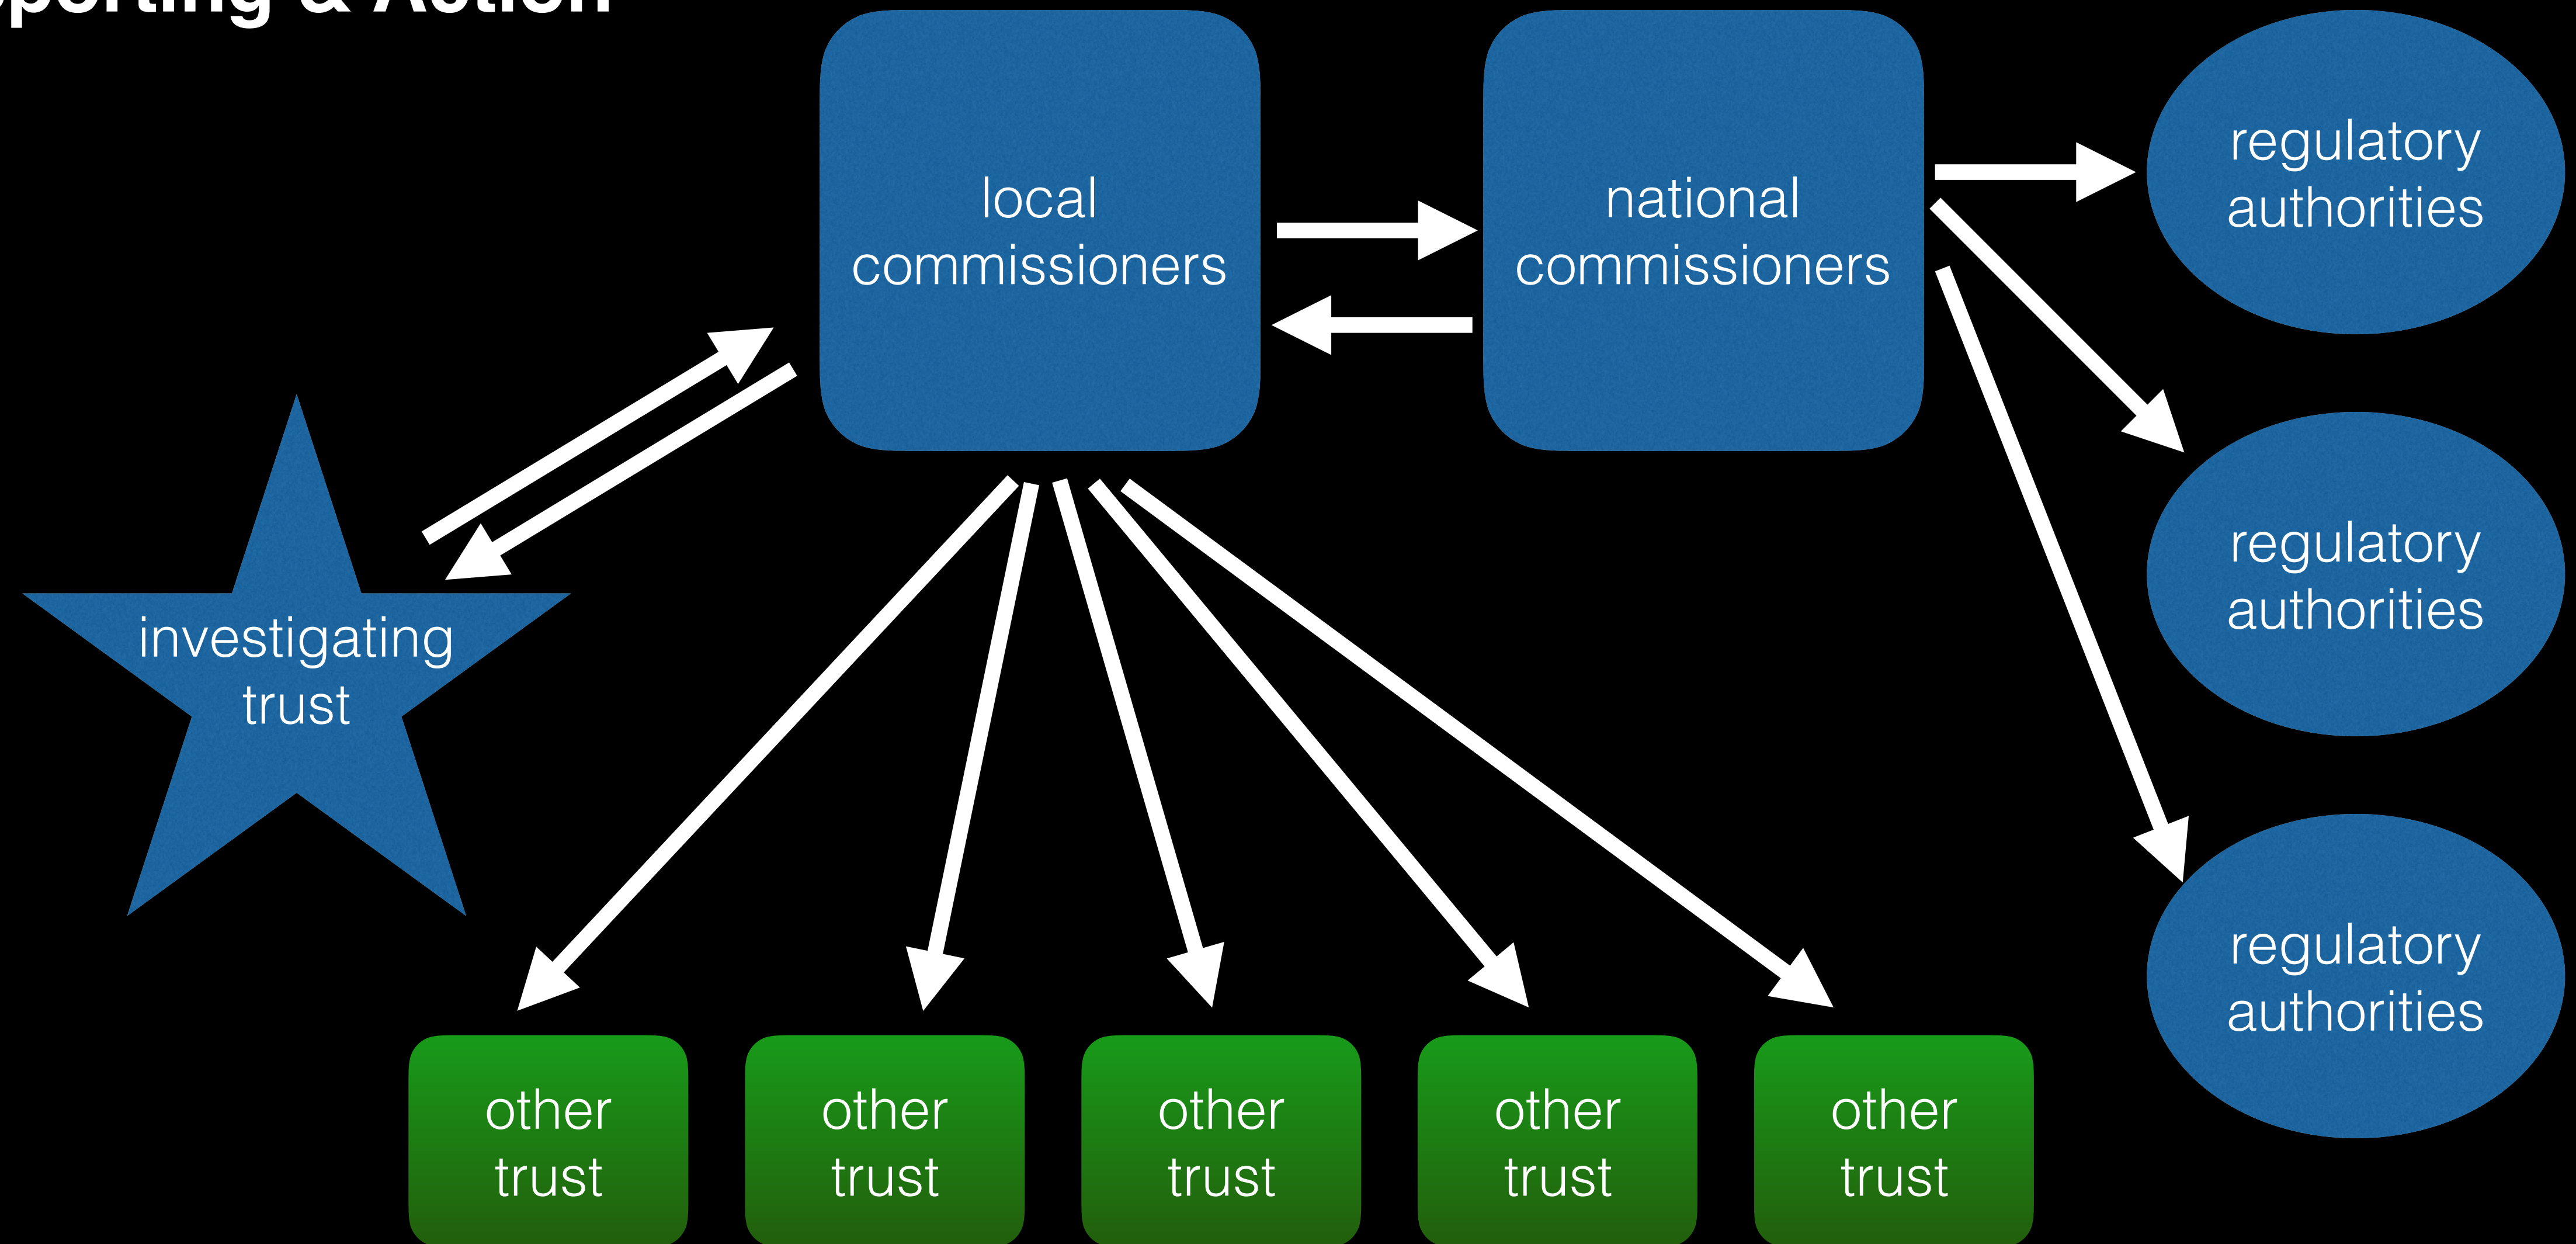 & Action
local
commissioners
national
commissioners
regulatory
authorities
regulatory
authorities
investigating
trust
regulatory
authorities
other
trust
other
trust
other
trust
other
trust
other
trust